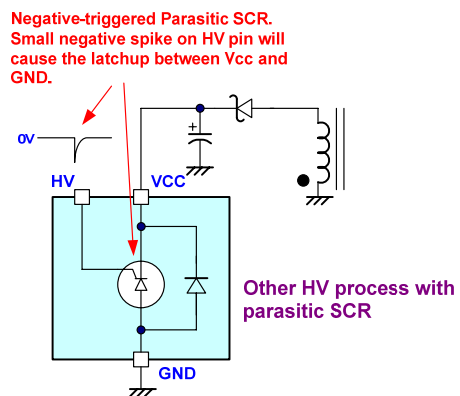 Negative-triggered Parasitic SCR.
Small negative spike on HV pin will
cause the latchup between Vcc and
GND.
0V
+
HV
VCC
Other HV process with
parasitic SCR
GND